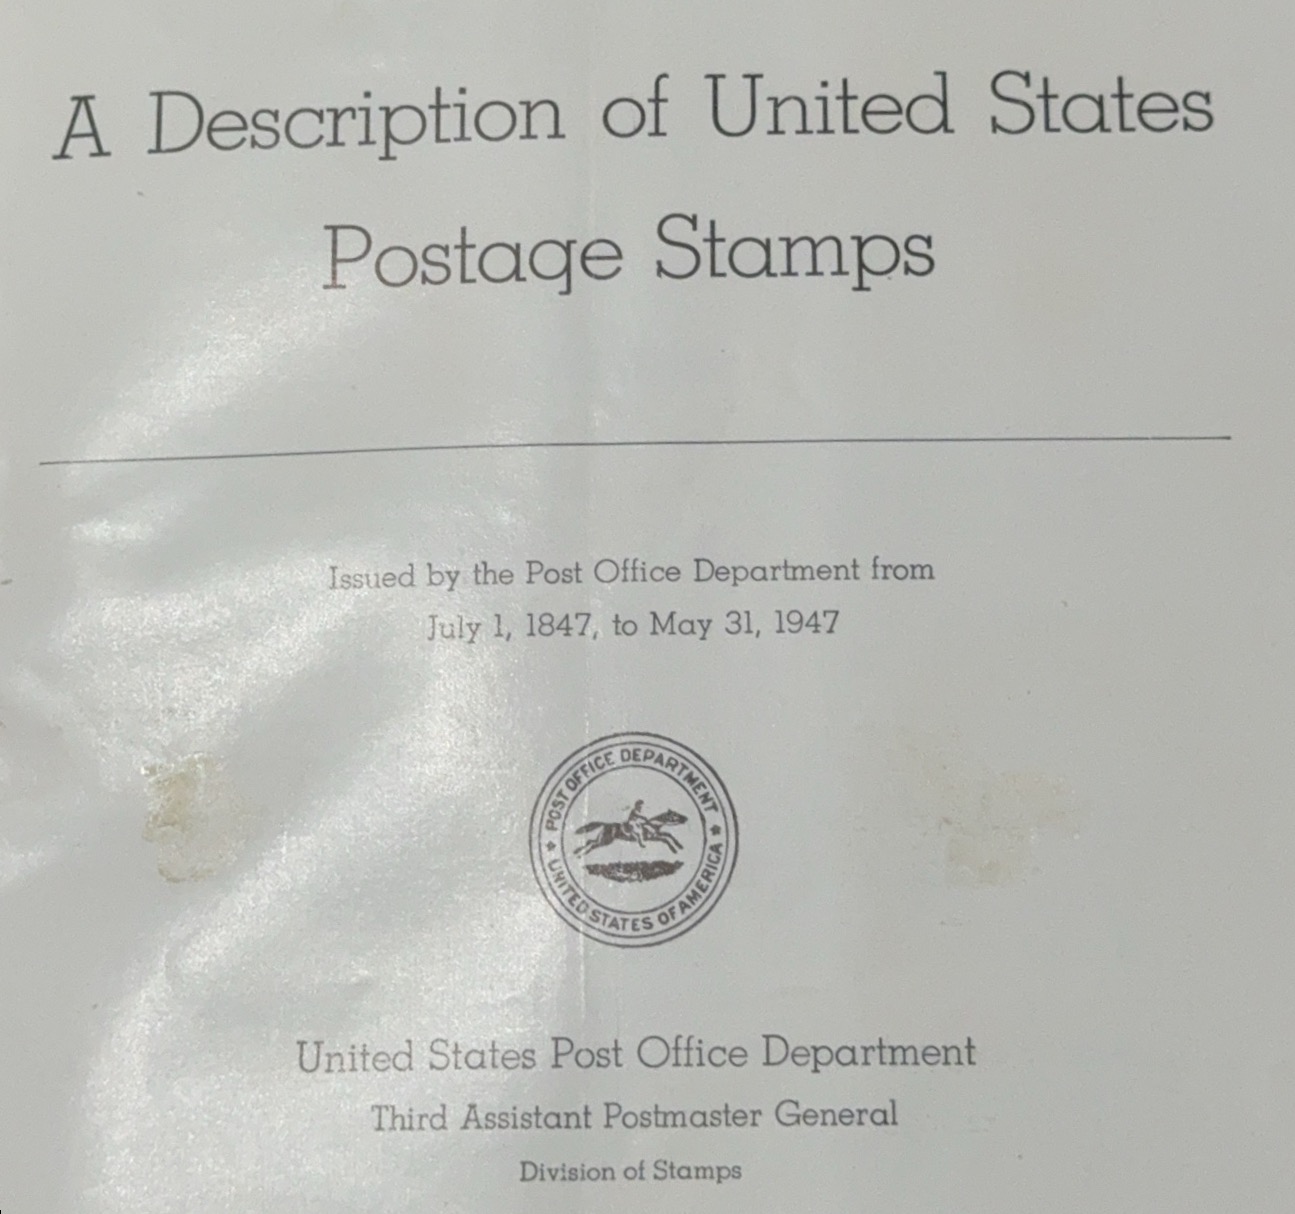 A Description of United States
Postage Stamps
Issued by the Post Office Department from
July 1, 1847, to May 31, 1947
POST OFFICE DEPARTMENT
UNITED STATES OF AMERICA
United States Post Office Department
Third Assistant Postmaster General
Division of Stamps